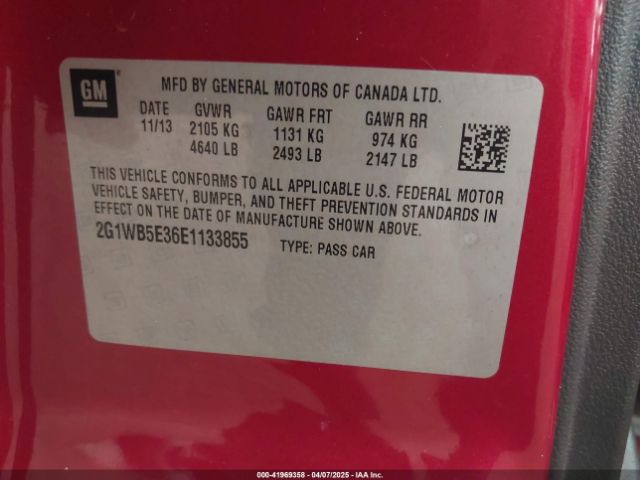 GM
MFD BY GENERAL MOTORS OF CANADA LTD.
DATE GVWR GAWR FRT GAWR RR
11/13 2105 KG 1131 KG 974 KG
4640 LB 2493 LB 2147 LB
THIS VEHICLE CONFORMS TO ALL APPLICABLE U.S. FEDERAL MOTOR
VEHICLE SAFETY, BUMPER, AND THEFT PREVENTION STANDARDS IN
EFFECT ON THE DATE OF MANUFACTURE SHOWN ABOVE.
2G1WB5E36E1133855 TYPE: PASS CAR
000-41969358 - 04/07/2025 - IAA Inc.